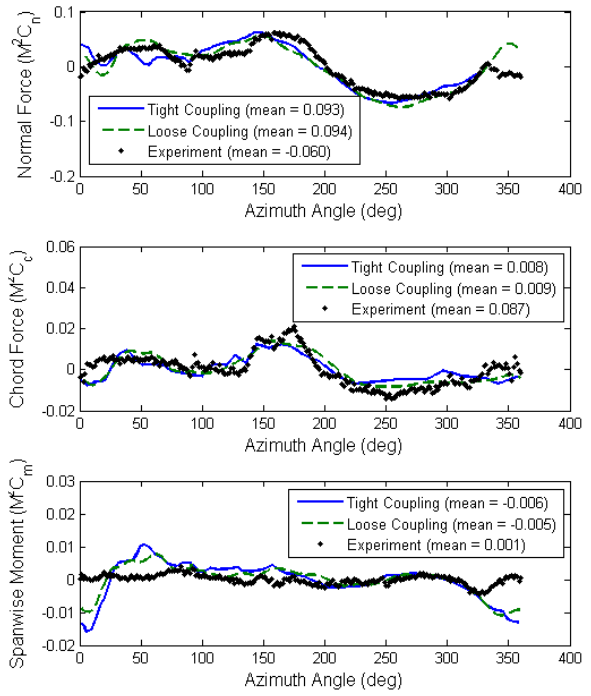 0.1
0
-0.1
-0.2
Normal Force (M²Cn)
0 50 100 150 200 250 300 350 400
Azimuth Angle (deg)
Tight Coupling (mean = 0.093)
Loose Coupling (mean = 0.094)
Experiment (mean = -0.060)
0.06
0.04
0.02
0
-0.02
Chord Force (M²Cc)
0 50 100 150 200 250 300 350 400
Azimuth Angle (deg)
Tight Coupling (mean = 0.008)
Loose Coupling (mean = 0.009)
Experiment (mean = 0.087)
0.03
0.02
0.01
0
-0.01
-0.02
Spanwise Moment (M²Cm)
0 50 100 150 200 250 300 350 400
Azimuth Angle (deg)
Tight Coupling (mean = -0.006)
Loose Coupling (mean = -0.005)
Experiment (mean = 0.001)